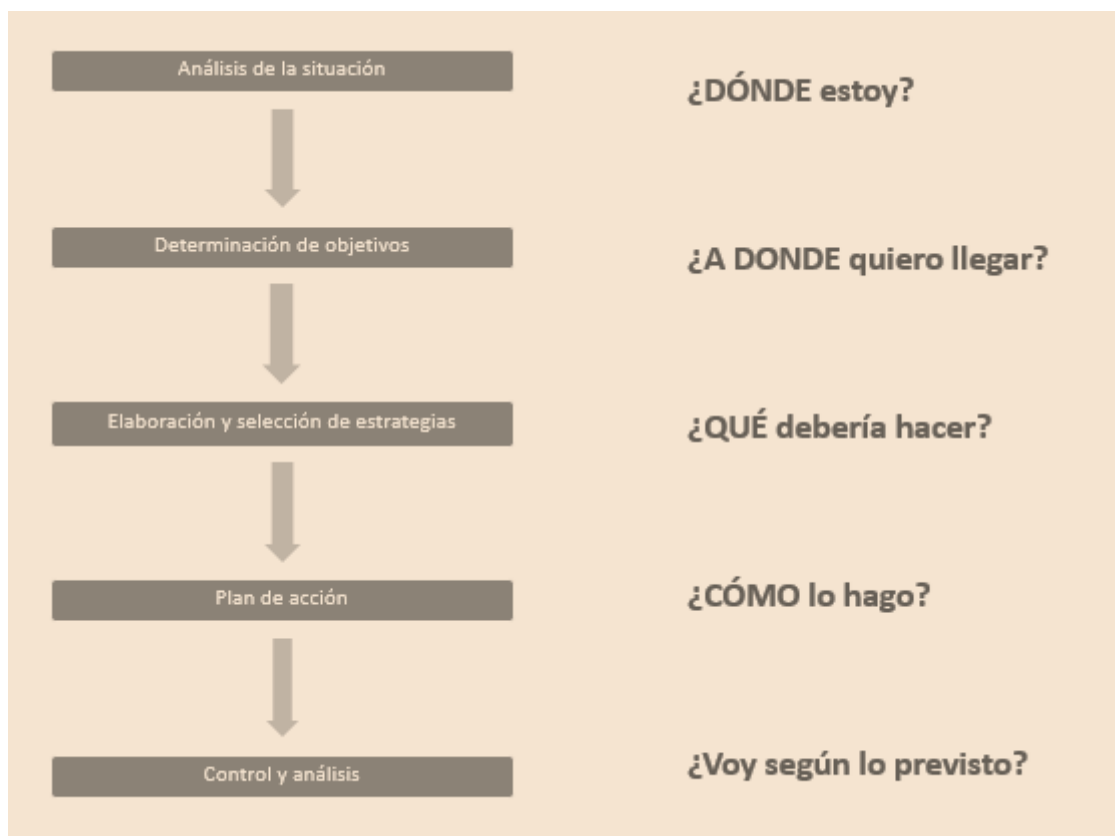 Análisis de la situación
¿DÓNDE estoy?
Determinación de objetivos
¿A DONDE quiero llegar?
Elaboración y selección de estrategias
¿QUÉ debería hacer?
Plan de acción
¿CÓMO lo hago?
Control y análisis
¿Voy según lo previsto?